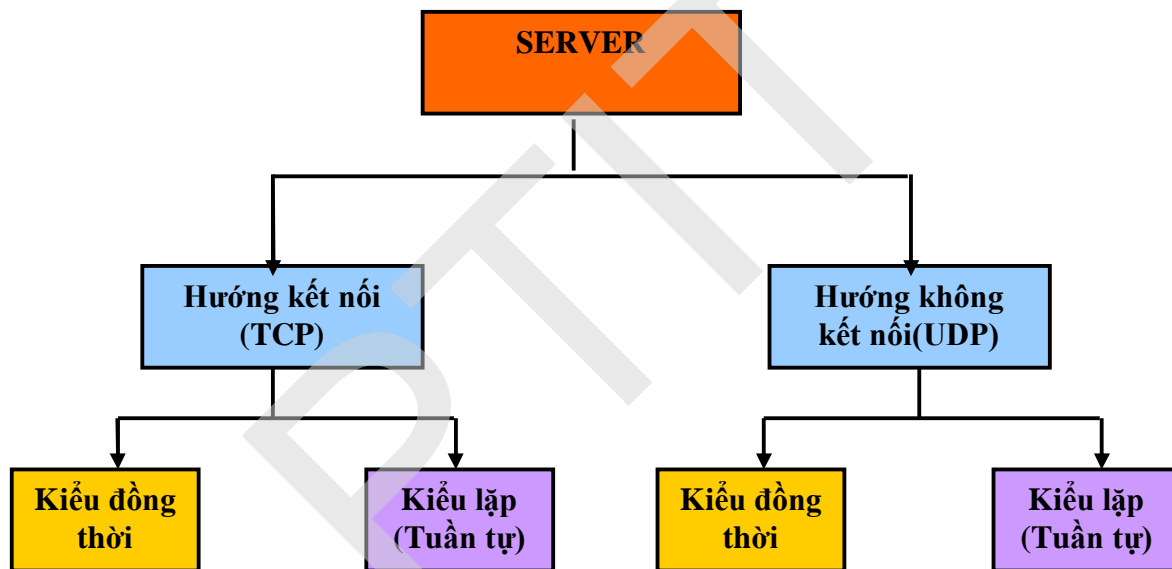 SERVER
Hướng kết nối
(TCP)
Hướng không
kết nối(UDP)
Kiểu đồng
thời
Kiểu lặp
(Tuần tự)
Kiểu đồng
thời
Kiểu lặp
(Tuần tự)
PTIT